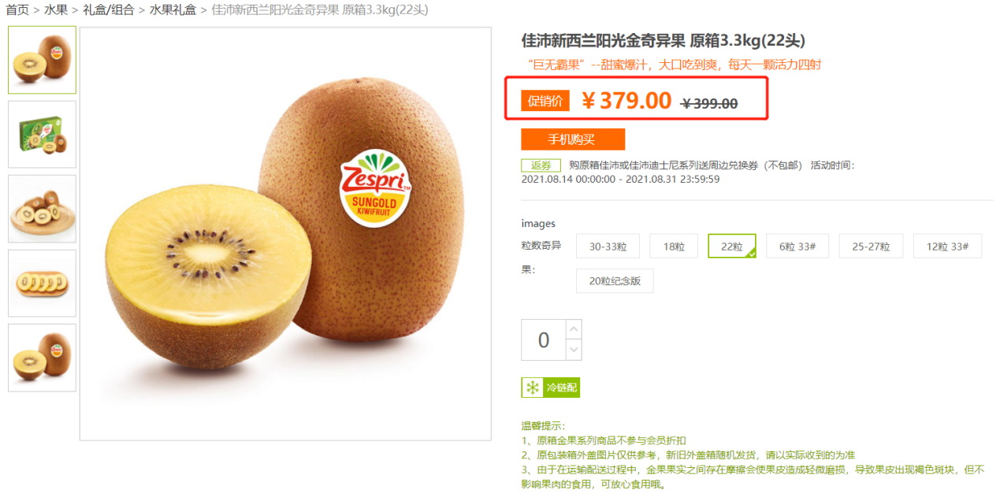 首页 > 水果 > 礼盒/组合 > 水果礼盒 > 佳沛新西兰阳光金奇异果 原箱3.3kg(22头)
Zespri™
SUNGOLD
KIWIFRUIT
佳沛新西兰阳光金奇异果 原箱3.3kg(22头)
“巨无霸果”--甜蜜爆汁，大口吃到爽，每天一颗活力四射
促销价 ￥379.00 ￥399.00
手机购买
返券 购原箱佳沛或佳沛迪士尼系列送周边兑换券（不包邮） 活动时间：
2021.08.14 00:00:00 - 2021.08.31 23:59:59
images
粒数奇异 30-33粒 18粒 22粒 6粒 33# 25-27粒 12粒 33#
果： 20粒纪念版
0
冷链配
温馨提示：
1、原箱金果系列商品不参与会员折扣
2、原包装箱外盖图片仅供参考，新旧外盖箱随机发货，请以实际收到的为准
3、由于在运输配送过程中，金果果实之间存在摩擦会使果皮造成轻微磨损，导致果皮出现褐色斑块，但不
影响果肉的食用，可放心食用哦。